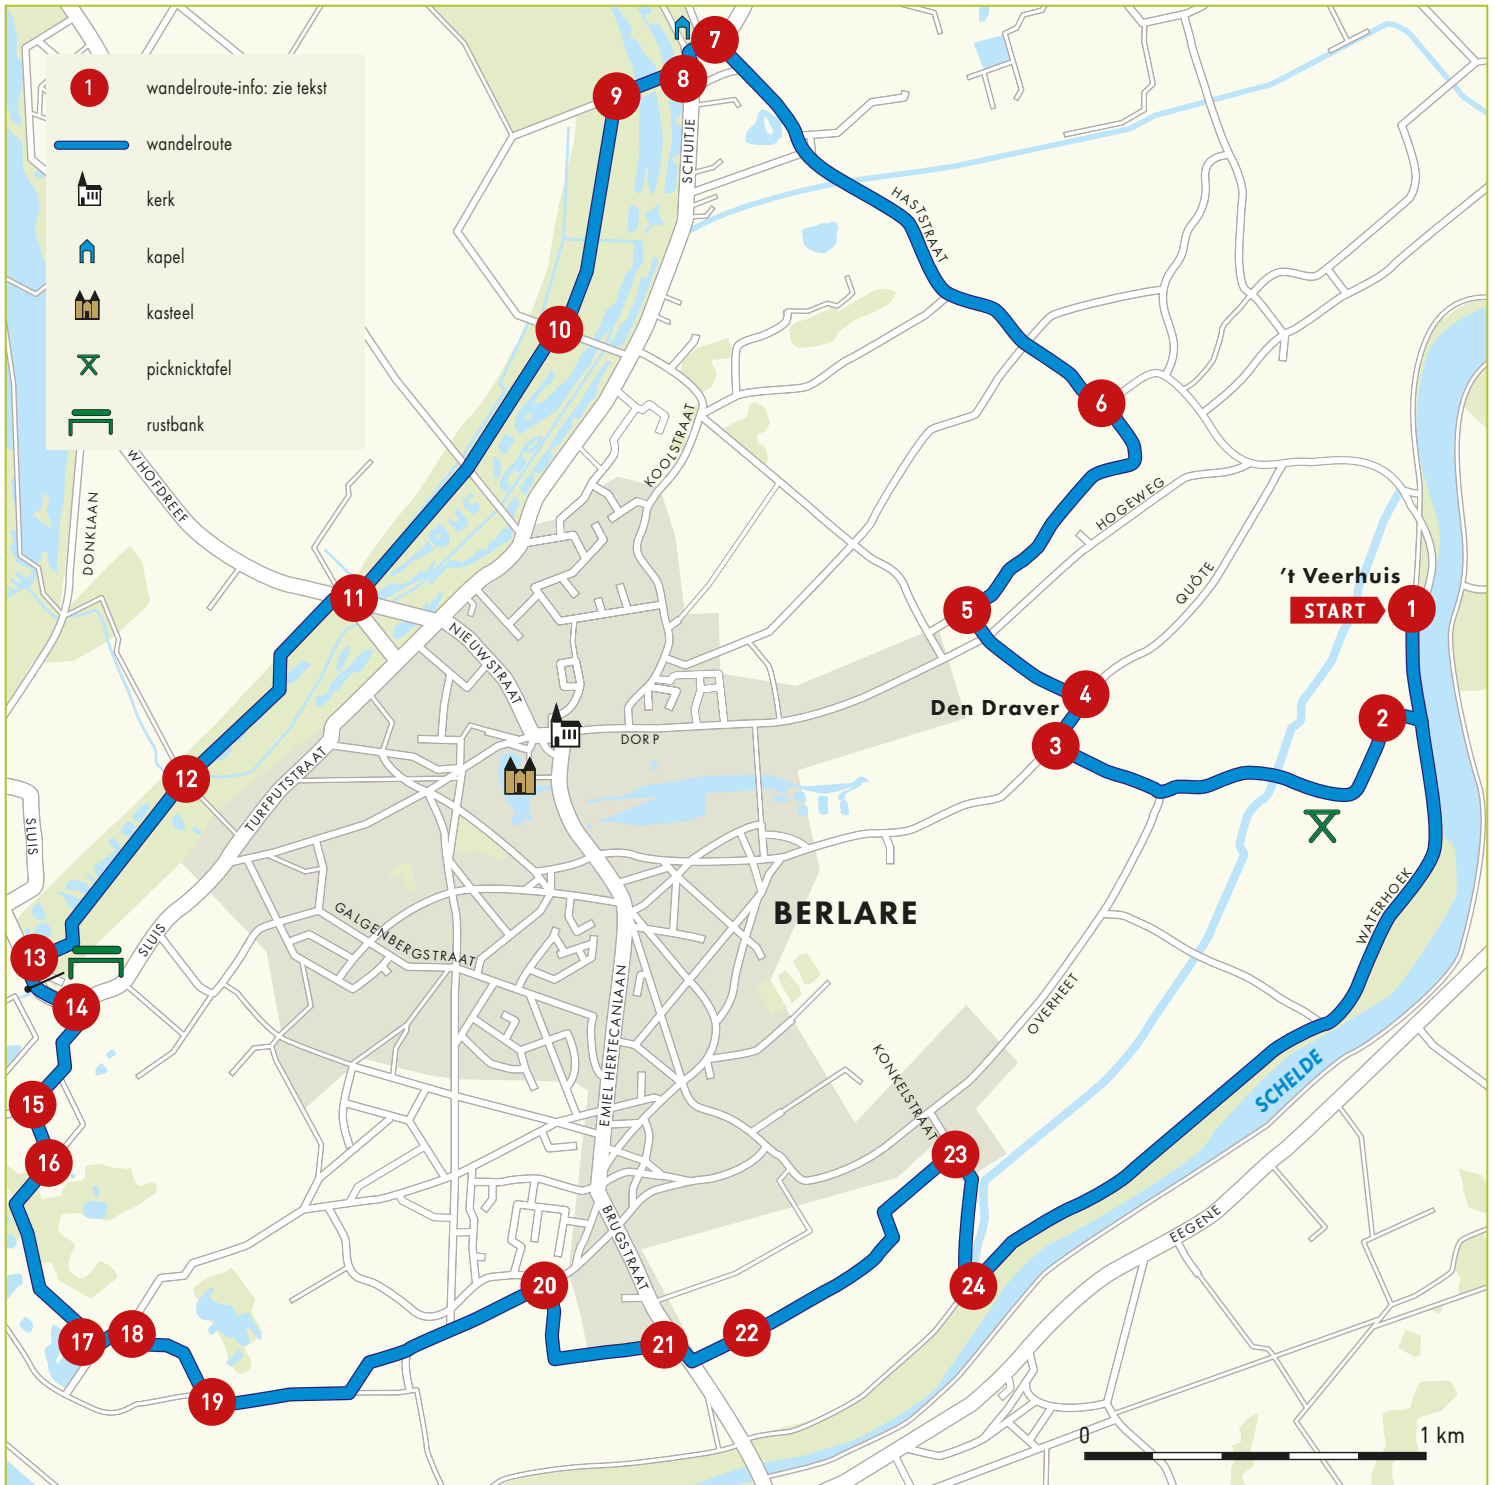 1 wandelroute-info: zie tekst
wandelroute
kerk
kapel
kasteel
picknicktafel
rustbank
7
8
9
SCHUITJE
HASTSTRAAT
10
6
KOOLSTRAAT
WHOFDREEF
DONKLAAN
HOGEWEG
QUÔTE
't Veerhuis
START
1
11
5
NIEUWSTRAAT
4
Den Draver
2
3
DORP
12
TURFPUTSTRAAT
SLUIS
WATERHOEK
BERLARE
GALGENBERGSTRAAT
SLUIS
13
14
EMIEL HERTECANLAAN
OVERHEET
KONKELSTRAAT
SCHELDE
15
16
23
BRUGSTRAAT
EEGENE
20
24
17
18
21
22
19
0 1 km